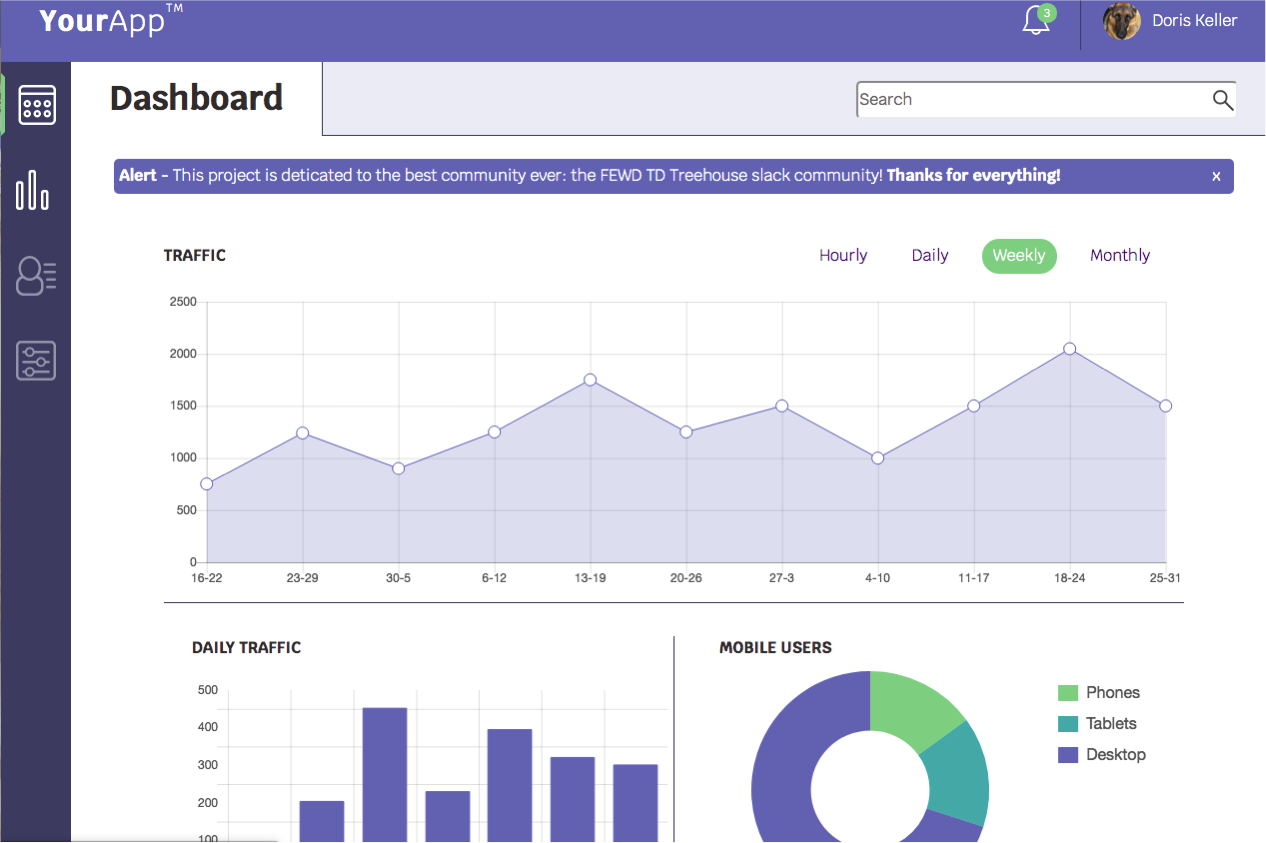 YourApp™
3
Doris Keller
Dashboard
Search
Alert - This project is deticated to the best community ever: the FEWD TD Treehouse slack community! Thanks for everything!
x
TRAFFIC
Hourly Daily Weekly Monthly
2500
2000
1500
1000
500
0
16-22 23-29 30-5 6-12 13-19 20-26 27-3 4-10 11-17 18-24 25-31
DAILY TRAFFIC
500
400
300
200
100
MOBILE USERS
Phones
Tablets
Desktop